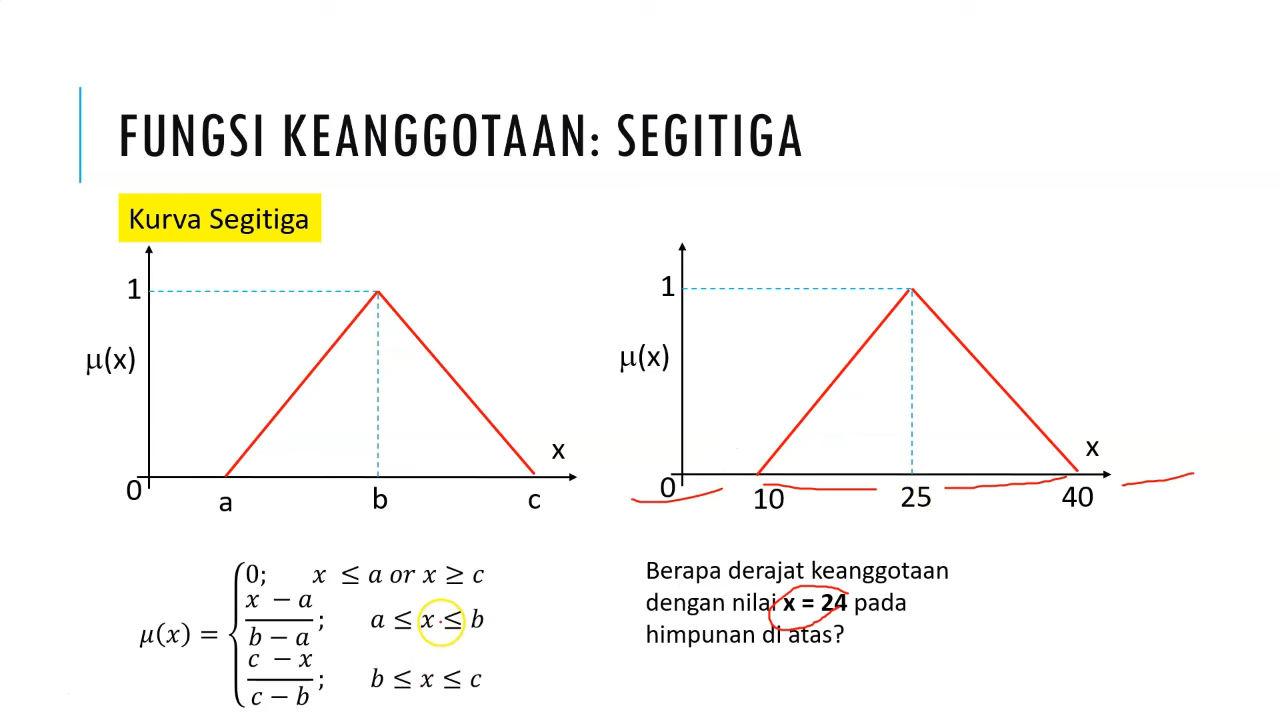 FUNGSI KEANGGOTAAN: SEGITIGA
Kurva Segitiga
1
μ(x)
x
0
a
b
c
1
μ(x)
x
0
10
25
40
μ(x) = { 0; x ≤ a or x ≥ c
x − a / b − a ; a ≤ x ≤ b
c − x / c − b ; b ≤ x ≤ c
Berapa derajat keanggotaan
dengan nilai x = 24 pada
himpunan di atas?